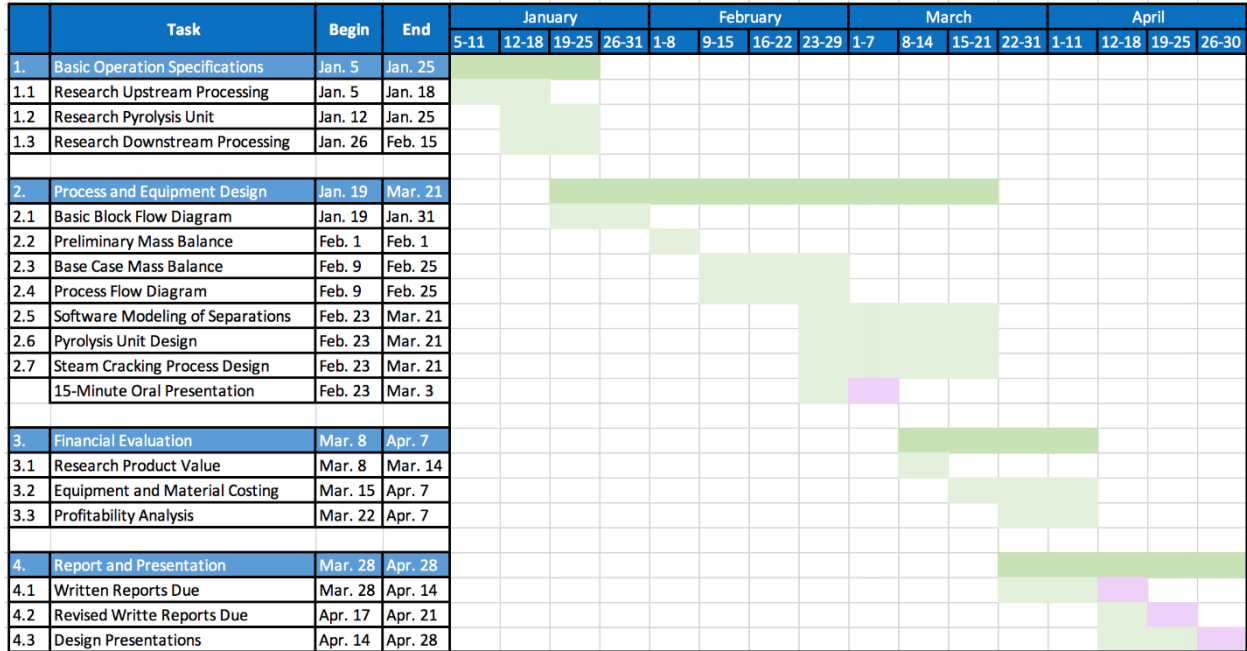 Task Begin End January February March April
5-11 12-18 19-25 26-31 1-8 9-15 16-22 23-29 1-7 8-14 15-21 22-31 1-11 12-18 19-25 26-30
1. Basic Operation Specifications Jan. 5 Jan. 25
1.1 Research Upstream Processing Jan. 5 Jan. 18
1.2 Research Pyrolysis Unit Jan. 12 Jan. 25
1.3 Research Downstream Processing Jan. 26 Feb. 15
2. Process and Equipment Design Jan. 19 Mar. 21
2.1 Basic Block Flow Diagram Jan. 19 Jan. 31
2.2 Preliminary Mass Balance Feb. 1 Feb. 1
2.3 Base Case Mass Balance Feb. 9 Feb. 25
2.4 Process Flow Diagram Feb. 9 Feb. 25
2.5 Software Modeling of Separations Feb. 23 Mar. 21
2.6 Pyrolysis Unit Design Feb. 23 Mar. 21
2.7 Steam Cracking Process Design Feb. 23 Mar. 21
15-Minute Oral Presentation Feb. 23 Mar. 3
3. Financial Evaluation Mar. 8 Apr. 7
3.1 Research Product Value Mar. 8 Mar. 14
3.2 Equipment and Material Costing Mar. 15 Apr. 7
3.3 Profitability Analysis Mar. 22 Apr. 7
4. Report and Presentation Mar. 28 Apr. 28
4.1 Written Reports Due Mar. 28 Apr. 14
4.2 Revised Writte Reports Due Apr. 17 Apr. 21
4.3 Design Presentations Apr. 14 Apr. 28